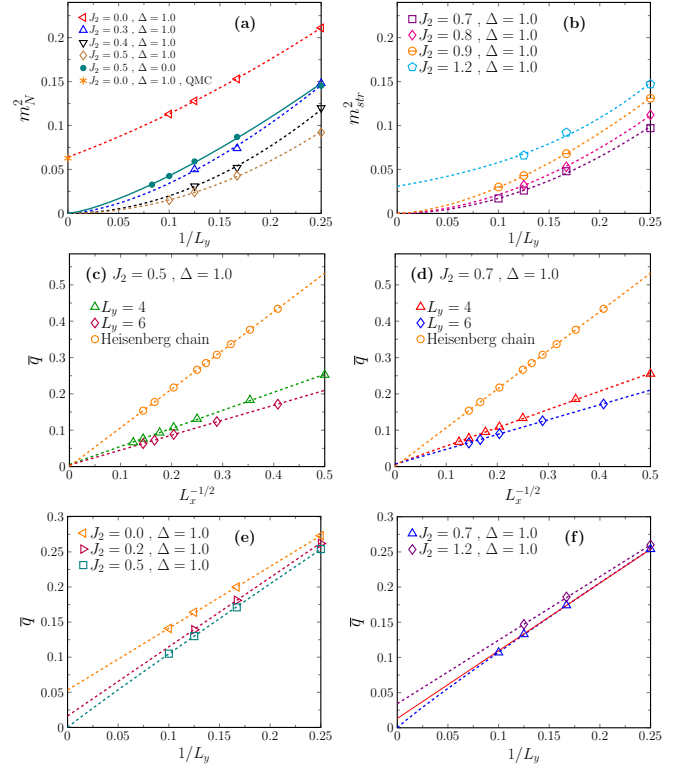 (a)
J₂ = 0.0 , Δ = 1.0
J₂ = 0.3 , Δ = 1.0
J₂ = 0.4 , Δ = 1.0
J₂ = 0.5 , Δ = 1.0
J₂ = 0.5 , Δ = 0.0
J₂ = 0.0 , Δ = 1.0 , QMC
m²_N
0.2
0.15
0.1
0.05
0
0 0.05 0.1 0.15 0.2 0.25
1/L_y
(b)
J₂ = 0.7 , Δ = 1.0
J₂ = 0.8 , Δ = 1.0
J₂ = 0.9 , Δ = 1.0
J₂ = 1.2 , Δ = 1.0
m²_str
0.2
0.15
0.1
0.05
0
0 0.05 0.1 0.15 0.2 0.25
1/L_y
(c) J₂ = 0.5 , Δ = 1.0
L_y = 4
L_y = 6
Heisenberg chain
q̅
0.5
0.4
0.3
0.2
0.1
0
0 0.1 0.2 0.3 0.4 0.5
L_x^{-1/2}
(d) J₂ = 0.7 , Δ = 1.0
L_y = 4
L_y = 6
Heisenberg chain
q̅
0.5
0.4
0.3
0.2
0.1
0
0 0.1 0.2 0.3 0.4 0.5
L_x^{-1/2}
(e)
J₂ = 0.0 , Δ = 1.0
J₂ = 0.2 , Δ = 1.0
J₂ = 0.5 , Δ = 1.0
q̅
0.3
0.25
0.2
0.15
0.1
0.05
0
0 0.05 0.1 0.15 0.2 0.25
1/L_y
(f)
J₂ = 0.7 , Δ = 1.0
J₂ = 1.2 , Δ = 1.0
q̅
0.3
0.25
0.2
0.15
0.1
0.05
0
0 0.05 0.1 0.15 0.2 0.25
1/L_y